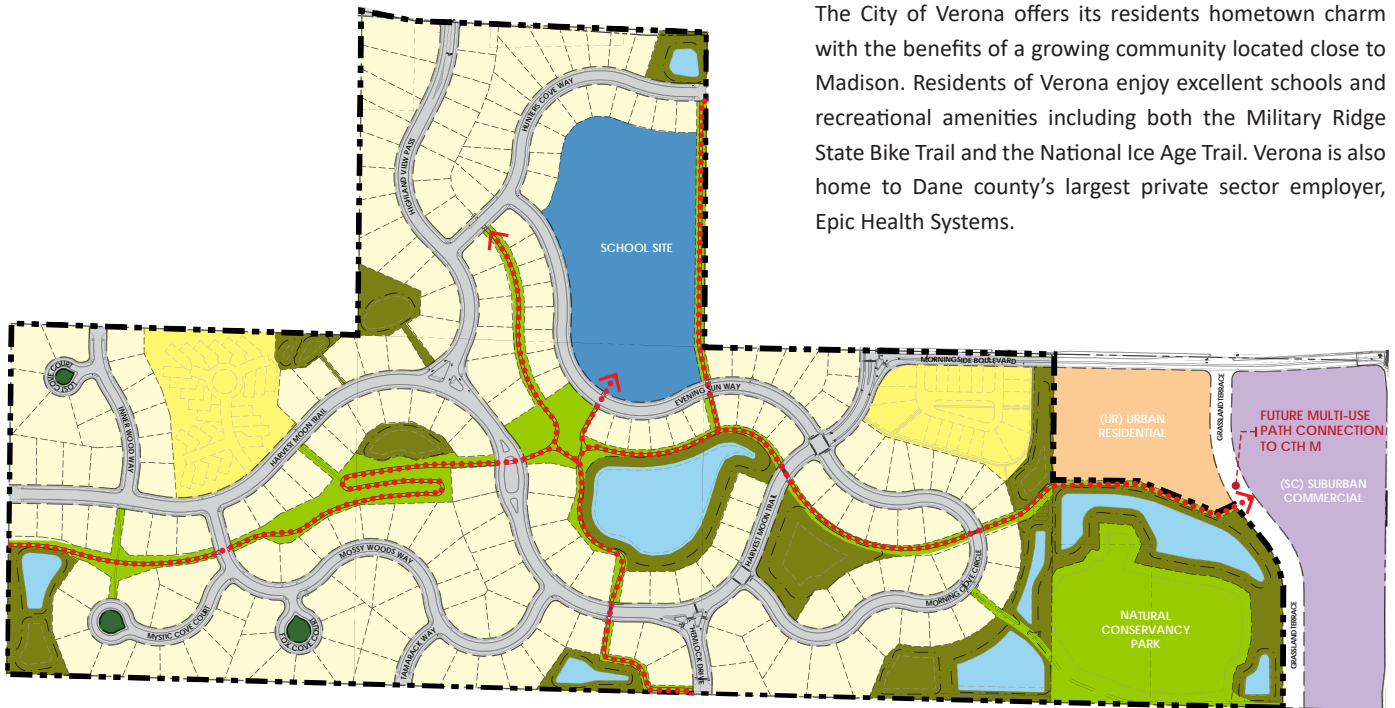 The City of Verona offers its residents hometown charm
with the benefits of a growing community located close to
Madison. Residents of Verona enjoy excellent schools and
recreational amenities including both the Military Ridge
State Bike Trail and the National Ice Age Trail. Verona is also
home to Dane county’s largest private sector employer,
Epic Health Systems.
HUNTERS COVE WAY
HIGHLAND VIEW PASS
SCHOOL SITE
MORNINGSIDE BOULEVARD
LOST COVE COURT
INNER WOOD WAY
HARVEST MOON TRAIL
EVENING SUN WAY
(UR) URBAN
RESIDENTIAL
GRASSLAND TERRACE
FUTURE MULTI-USE
PATH CONNECTION
TO CTH M
(SC) SUBURBAN
COMMERCIAL
HARVEST MOON TRAIL
MOSSY WOODS WAY
MORNING COVE CIRCLE
MYSTIC COVE COURT
FOX COVE COURT
TAMARACK WAY
HEMLOCK DRIVE
NATURAL
CONSERVANCY
PARK
GRASSLAND TERRACE